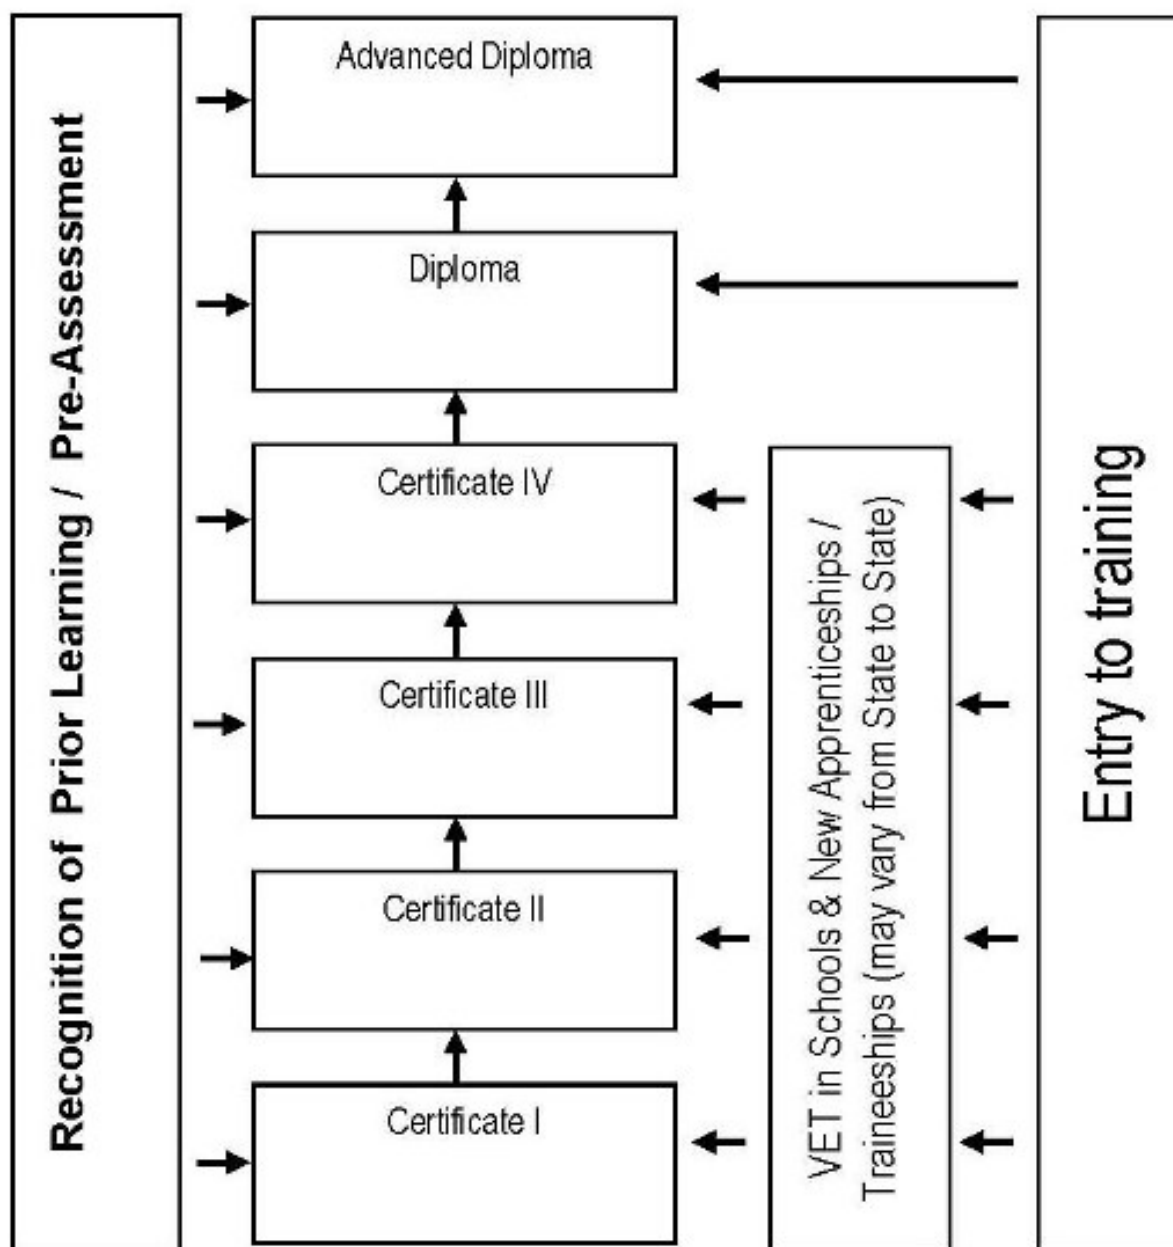 Recognition of Prior Learning / Pre-Assessment
Advanced Diploma
Diploma
Certificate IV
Certificate III
Certificate II
Certificate I
VET in Schools & New Apprenticeships /
Traineeships (may vary from State to State)
Entry to training